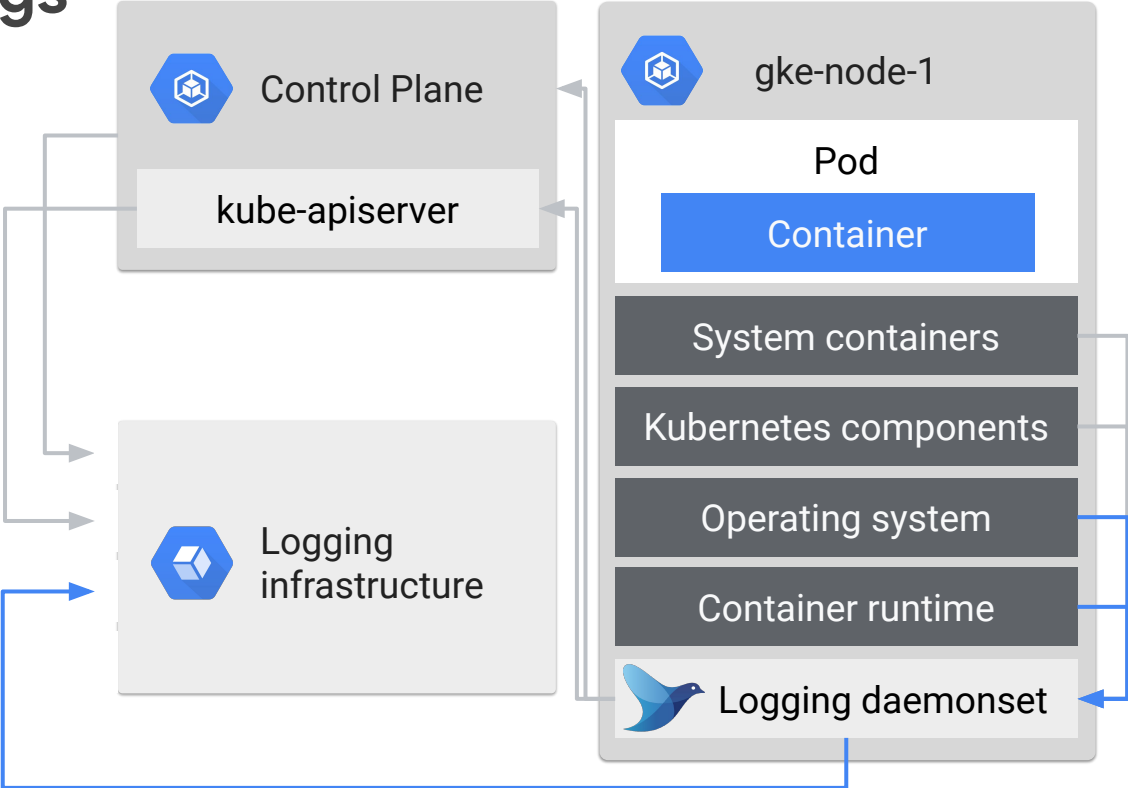 gs
Control Plane
kube-apiserver
Logging
infrastructure
gke-node-1
Pod
Container
System containers
Kubernetes components
Operating system
Container runtime
Logging daemonset